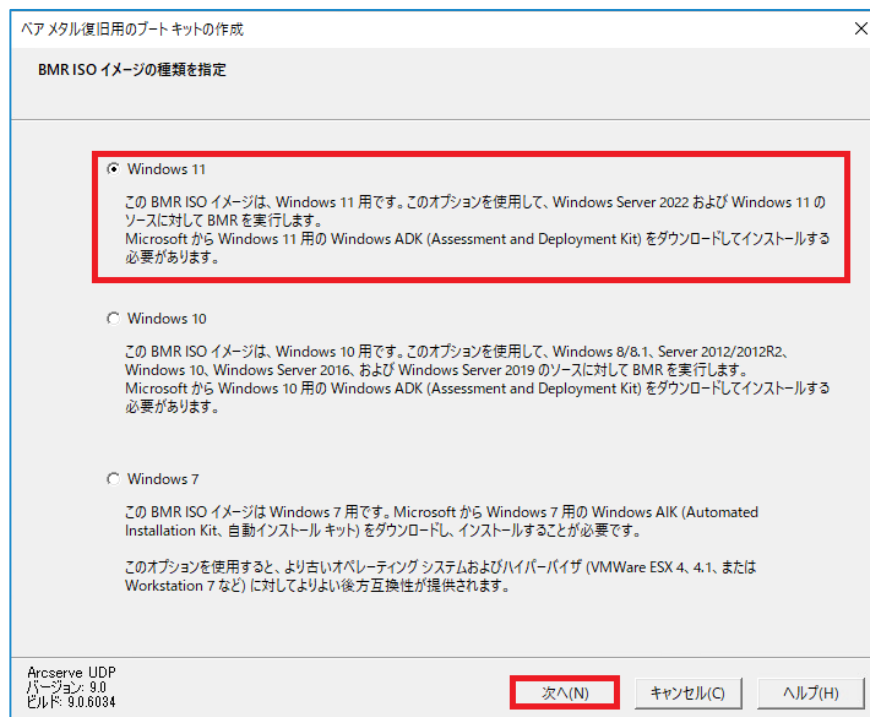 ベア メタル復旧用のブート キットの作成
BMR ISO イメージの種類を指定
Windows 11
この BMR ISO イメージは、Windows 11 用です。このオプションを使用して、Windows Server 2022 および Windows 11 の
ソースに対して BMR を実行します。
Microsoft から Windows 11 用の Windows ADK (Assessment and Deployment Kit) をダウンロードしてインストールする
必要があります。
Windows 10
この BMR ISO イメージは、Windows 10 用です。このオプションを使用して、Windows 8/8.1、Server 2012/2012R2、
Windows 10、Windows Server 2016、および Windows Server 2019 のソースに対して BMR を実行します。
Microsoft から Windows 10 用の Windows ADK (Assessment and Deployment Kit) をダウンロードしてインストールする
必要があります。
Windows 7
この BMR ISO イメージは Windows 7 用です。Microsoft から Windows 7 用の Windows AIK (Automated
Installation Kit、自動インストール キット) をダウンロードし、インストールすることが必要です。
このオプションを使用すると、より古いオペレーティング システムおよびハイパーバイザ (VMWare ESX 4、4.1、または
Workstation 7 など) に対してよりよい後方互換性が提供されます。
Arcserve UDP
バージョン: 9.0
ビルド: 9.0.6034
次へ(N)
キャンセル(C)
ヘルプ(H)